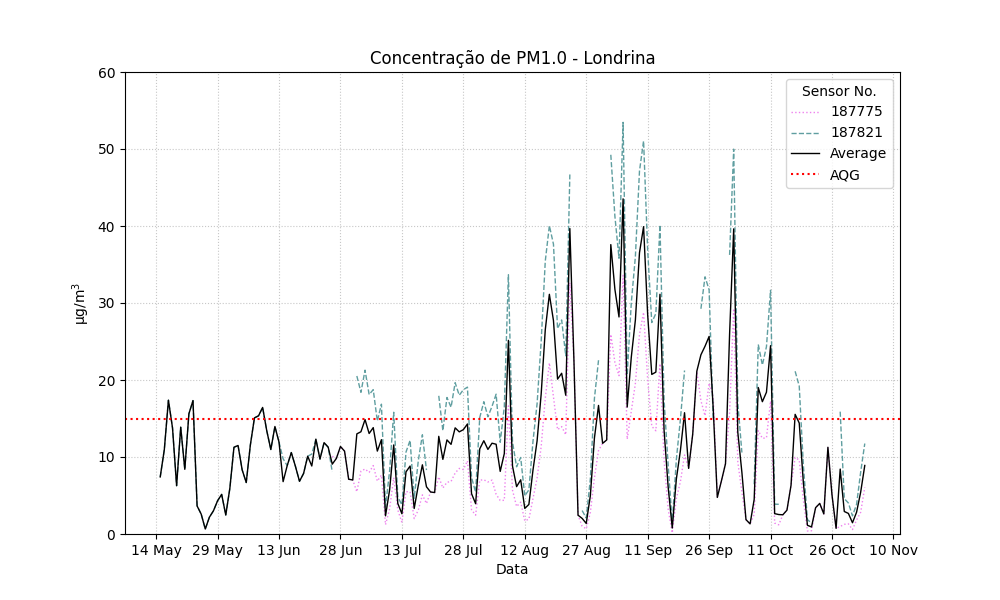 Concentração de PM1.0 - Londrina
Sensor No.
187775
187821
Average
AQG
60
50
40
30
20
10
0
µg/m³
14 May 29 May 13 Jun 28 Jun 13 Jul 28 Jul 12 Aug 27 Aug 11 Sep 26 Sep 11 Oct 26 Oct 10 Nov
Data